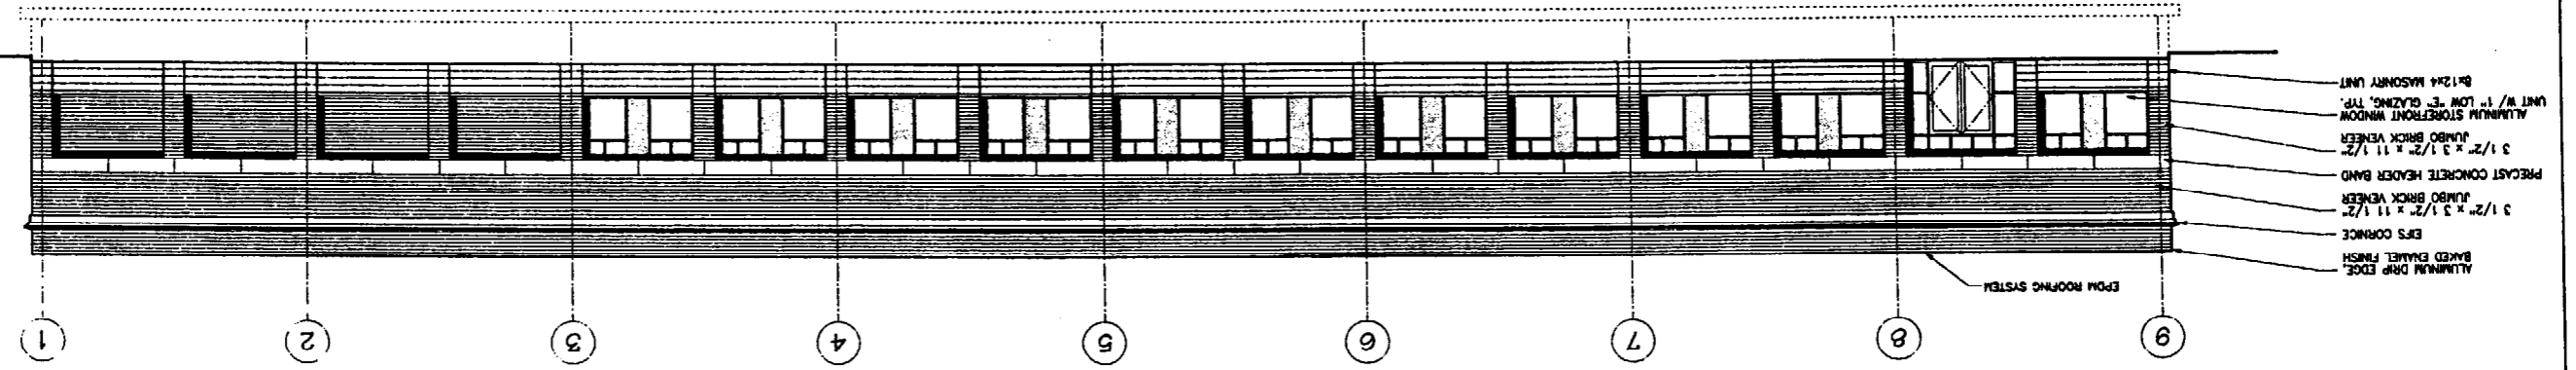 9
8
7
6
5
4
3
2
1
EPDM ROOFING SYSTEM
ALUMINUM DRIP EDGE,
BAKED ENAMEL FINISH
EIFS CORNICE
3 1/2" x 3 1/2" x 11 1/2"
JUMBO BRICK VENEER
PRECAST CONCRETE HEADER BAND
3 1/2" x 3 1/2" x 11 1/2"
JUMBO BRICK VENEER
ALUMINUM STOREFRONT WINDOW
UNIT W/ 1" LOW "E" GLAZING, TYP.
8x12x4 MASONRY UNIT